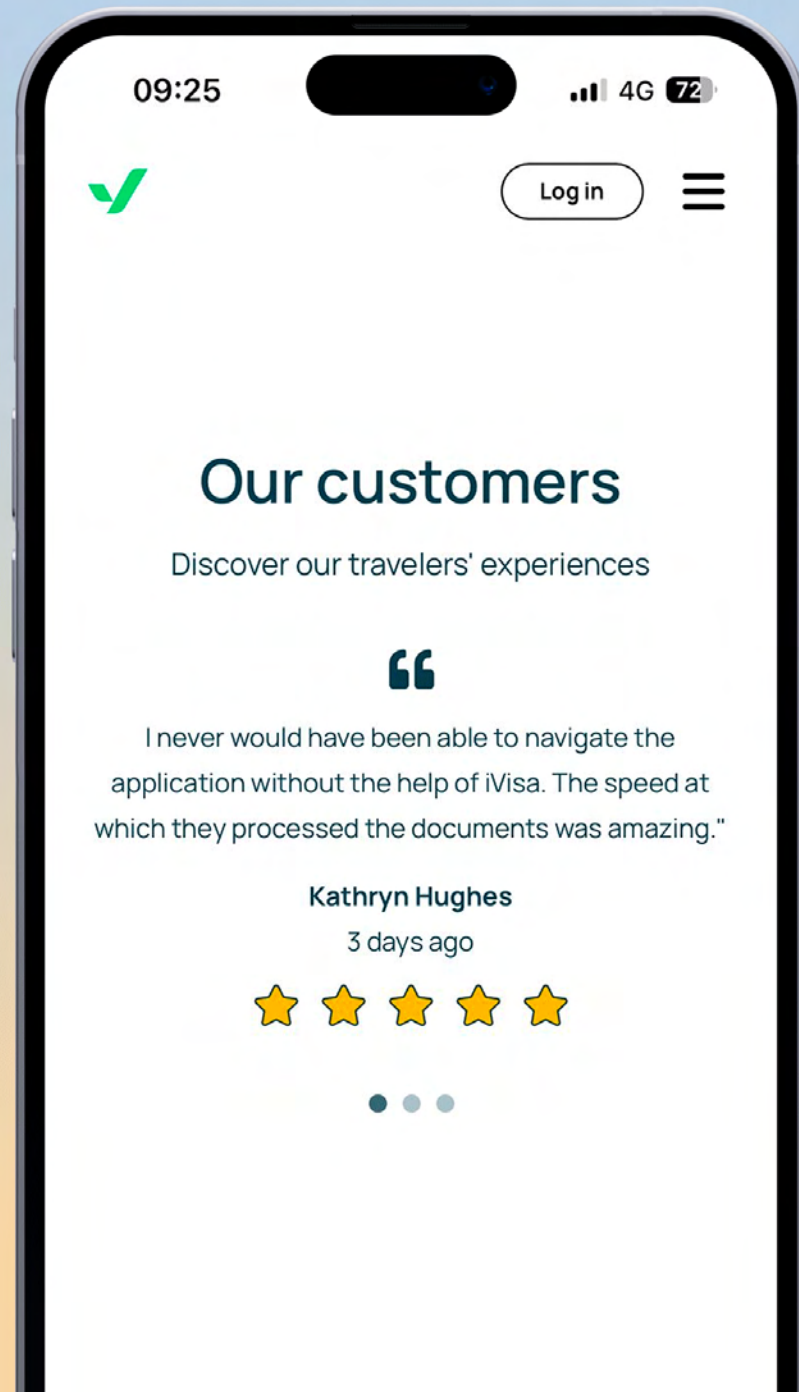 09:25
4G
72
Log in
Our customers
Discover our travelers' experiences
“
I never would have been able to navigate the
application without the help of iVisa. The speed at
which they processed the documents was amazing."
Kathryn Hughes
3 days ago